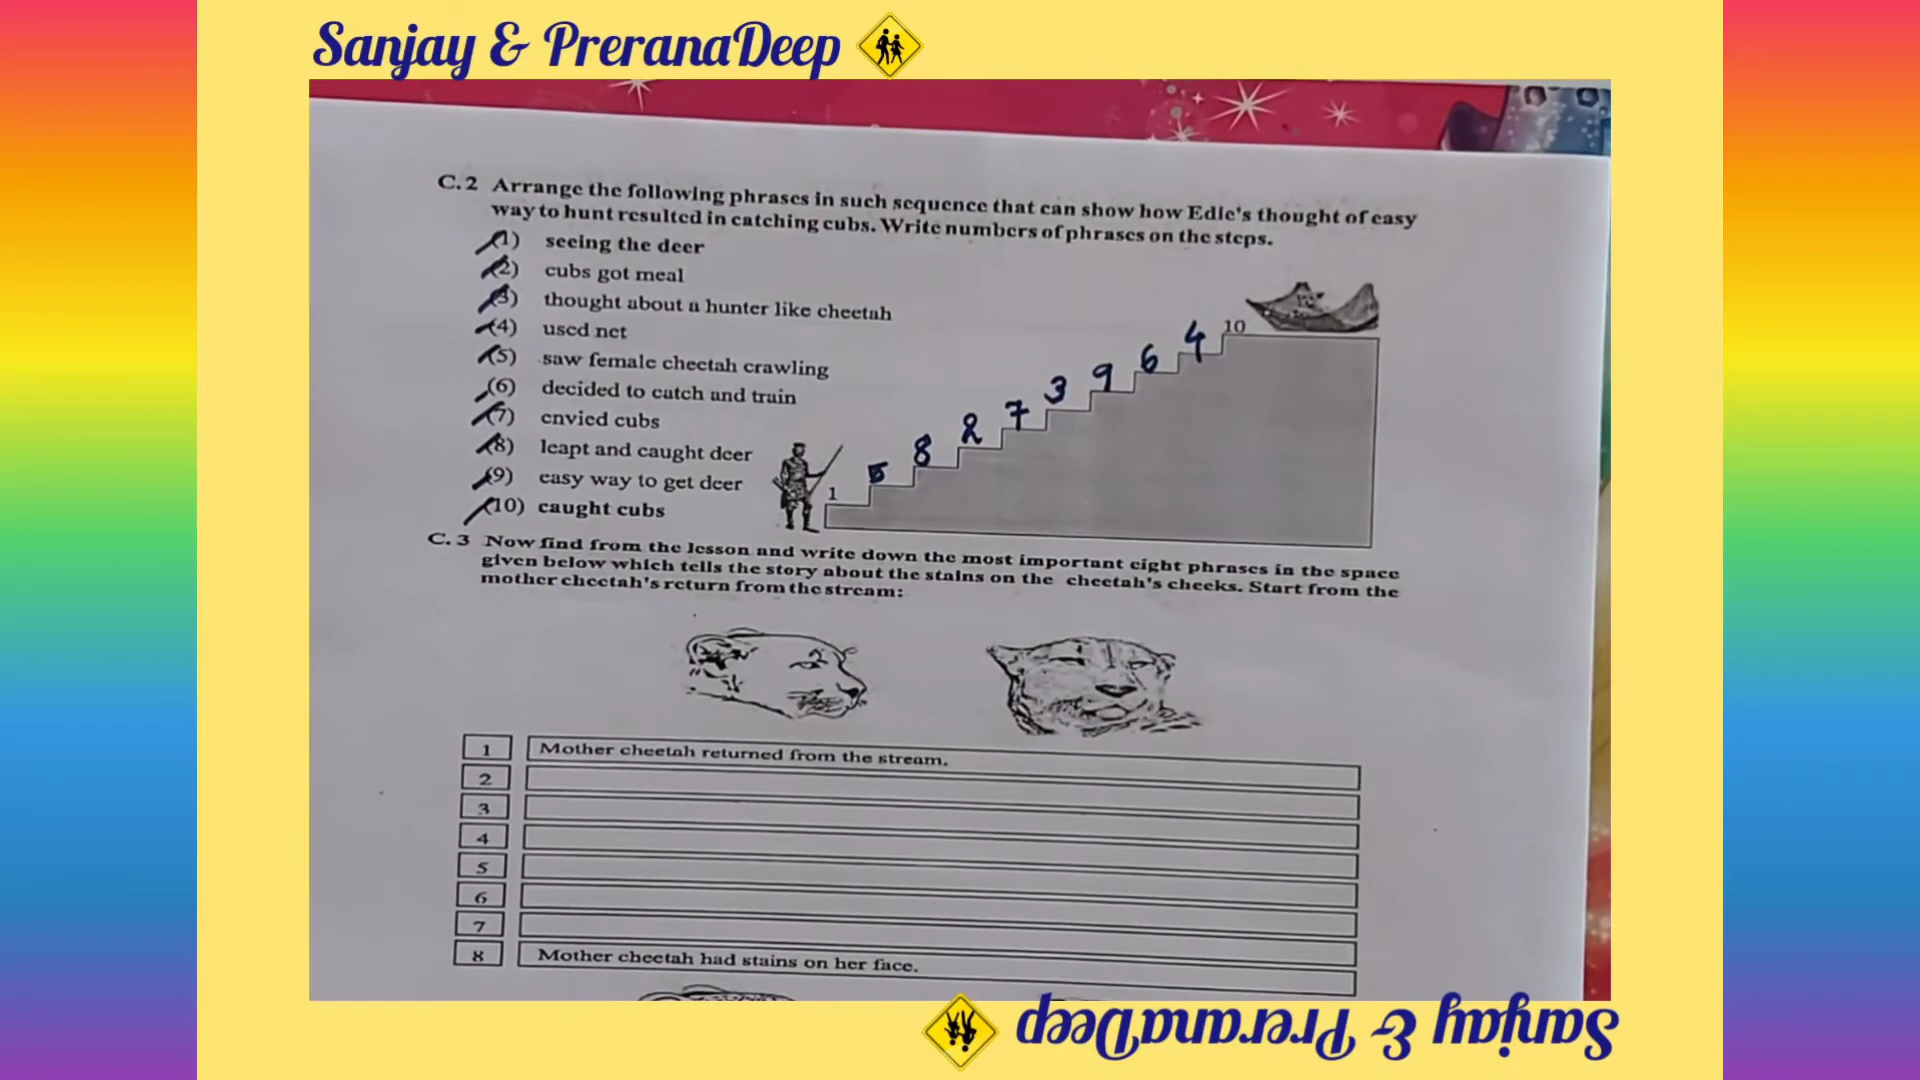 Sanjay & PreranaDeep
C.2 Arrange the following phrases in such sequence that can show how Edie's thought of easy
way to hunt resulted in catching cubs. Write numbers of phrases on the steps.
(1) seeing the deer
(2) cubs got meal
(3) thought about a hunter like cheetah
(4) used net
(5) saw female cheetah crawling
(6) decided to catch and train
(7) envied cubs
(8) leapt and caught deer
(9) easy way to get deer
(10) caught cubs
1 5 8 2 7 3 9 6 4 10
C.3 Now find from the lesson and write down the most important eight phrases in the space
given below which tells the story about the stains on the cheetah's cheeks. Start from the
mother cheetah's return from the stream:
1 Mother cheetah returned from the stream.
2
3
4
5
6
7
8 Mother cheetah had stains on her face.
Sanjay & PreranaDeep